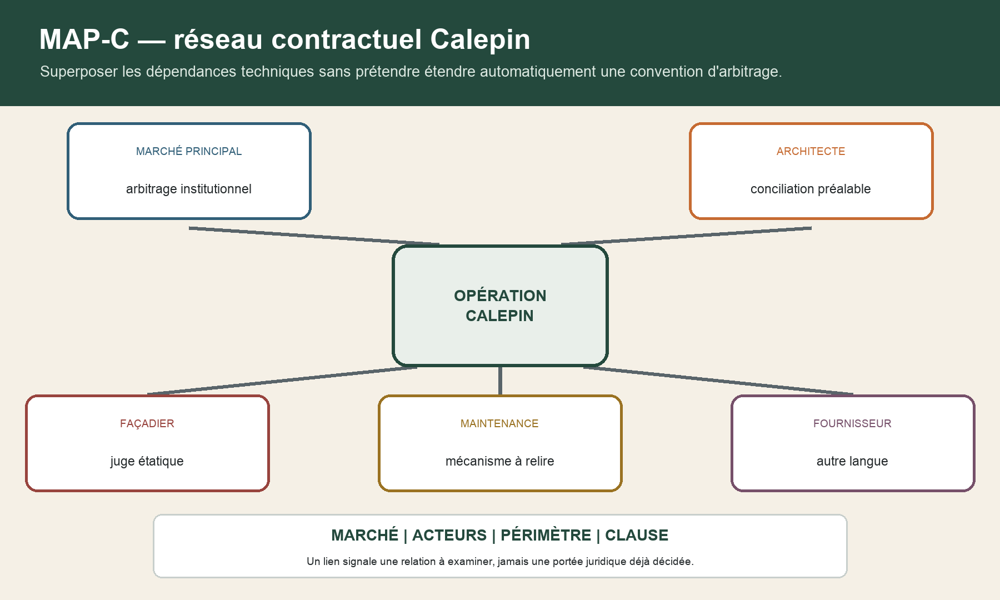 MAP-C — réseau contractuel Calepin
Superposer les dépendances techniques sans prétendre étendre automatiquement une convention d'arbitrage.
MARCHÉ PRINCIPAL
arbitrage institutionnel
ARCHITECTE
conciliation préalable
OPÉRATION
CALEPIN
FAÇADIER
juge étatique
MAINTENANCE
mécanisme à relire
FOURNISSEUR
autre langue
MARCHÉ | ACTEURS | PÉRIMÈTRE | CLAUSE
Un lien signale une relation à examiner, jamais une portée juridique déjà décidée.